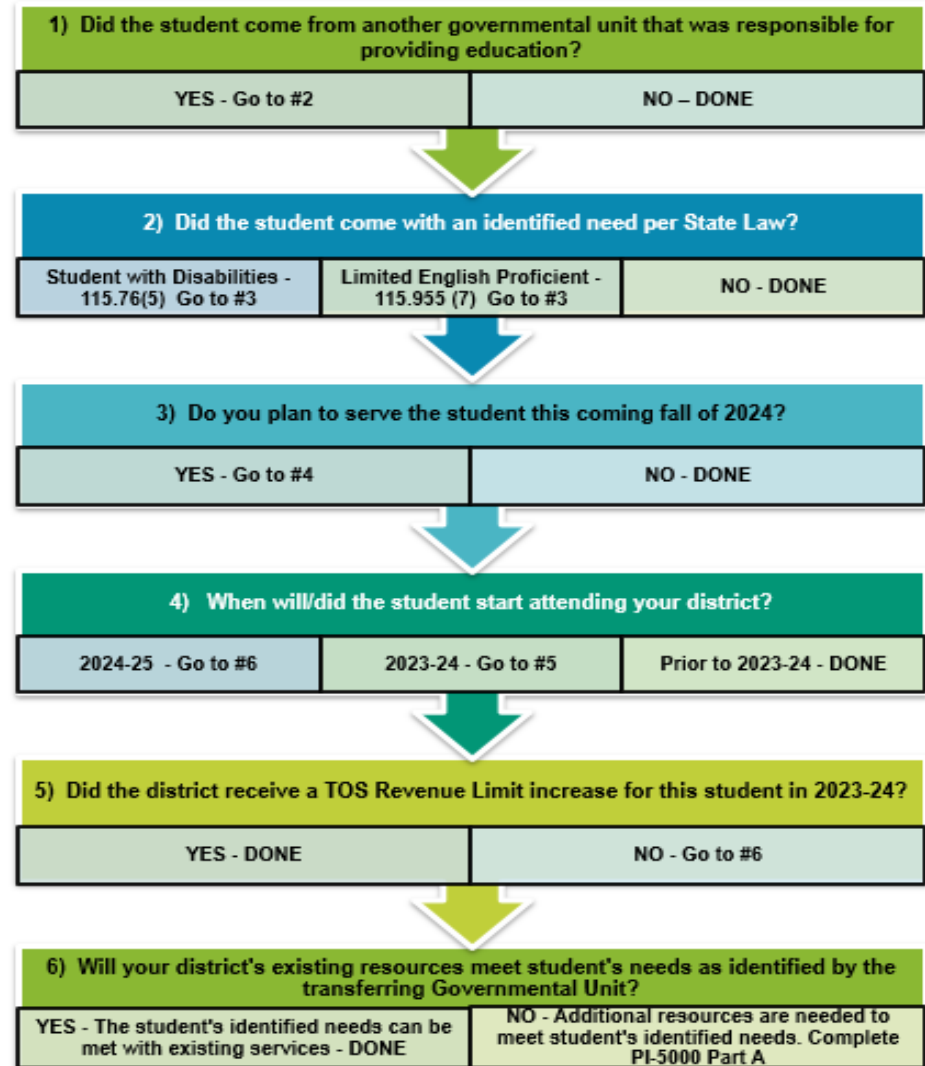 1) Did the student come from another governmental unit that was responsible for
providing education?
YES - Go to #2
NO – DONE
2) Did the student come with an identified need per State Law?
Student with Disabilities -
115.76(5) Go to #3
Limited English Proficient -
115.955 (7) Go to #3
NO - DONE
3) Do you plan to serve the student this coming fall of 2024?
YES - Go to #4
NO - DONE
4) When will/did the student start attending your district?
2024-25 - Go to #6
2023-24 - Go to #5
Prior to 2023-24 - DONE
5) Did the district receive a TOS Revenue Limit increase for this student in 2023-24?
YES - DONE
NO - Go to #6
6) Will your district's existing resources meet student's needs as identified by the
transferring Governmental Unit?
YES - The student's identified needs can be
met with existing services - DONE
NO - Additional resources are needed to
meet student's identified needs. Complete
PI-5000 Part A